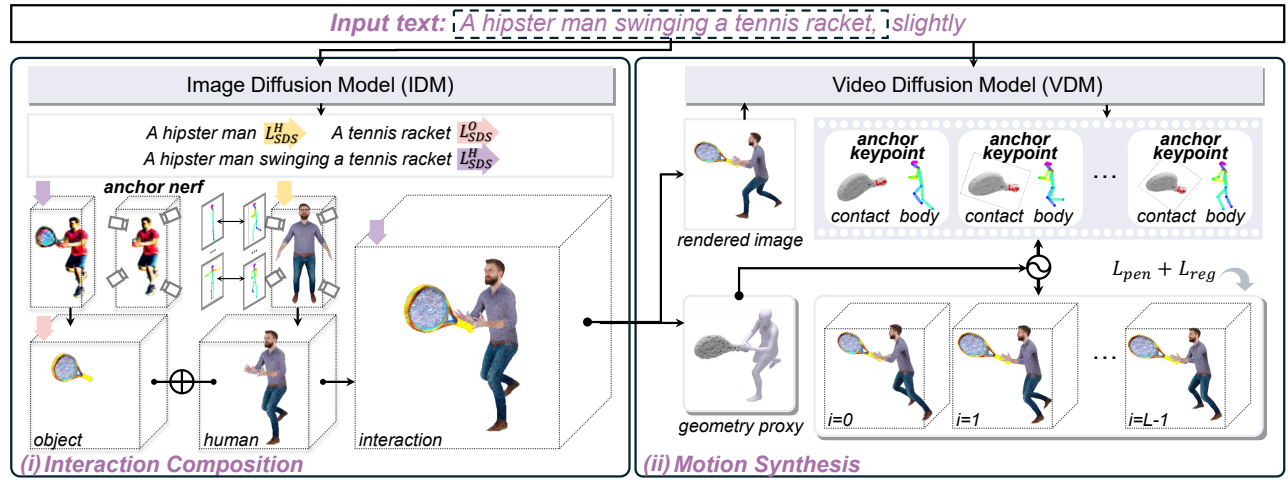 Input text: A hipster man swinging a tennis racket, slightly
Image Diffusion Model (IDM)
A hipster man L^H_SDS A tennis racket L^O_SDS
A hipster man swinging a tennis racket L^H_SDS
anchor nerf
...
object
human
interaction
(i) Interaction Composition
Video Diffusion Model (VDM)
rendered image
anchor keypoint
contact body
anchor keypoint
contact body
...
anchor keypoint
contact body
L_pen + L_reg
geometry proxy
i=0
i=1
...
i=L-1
(ii) Motion Synthesis